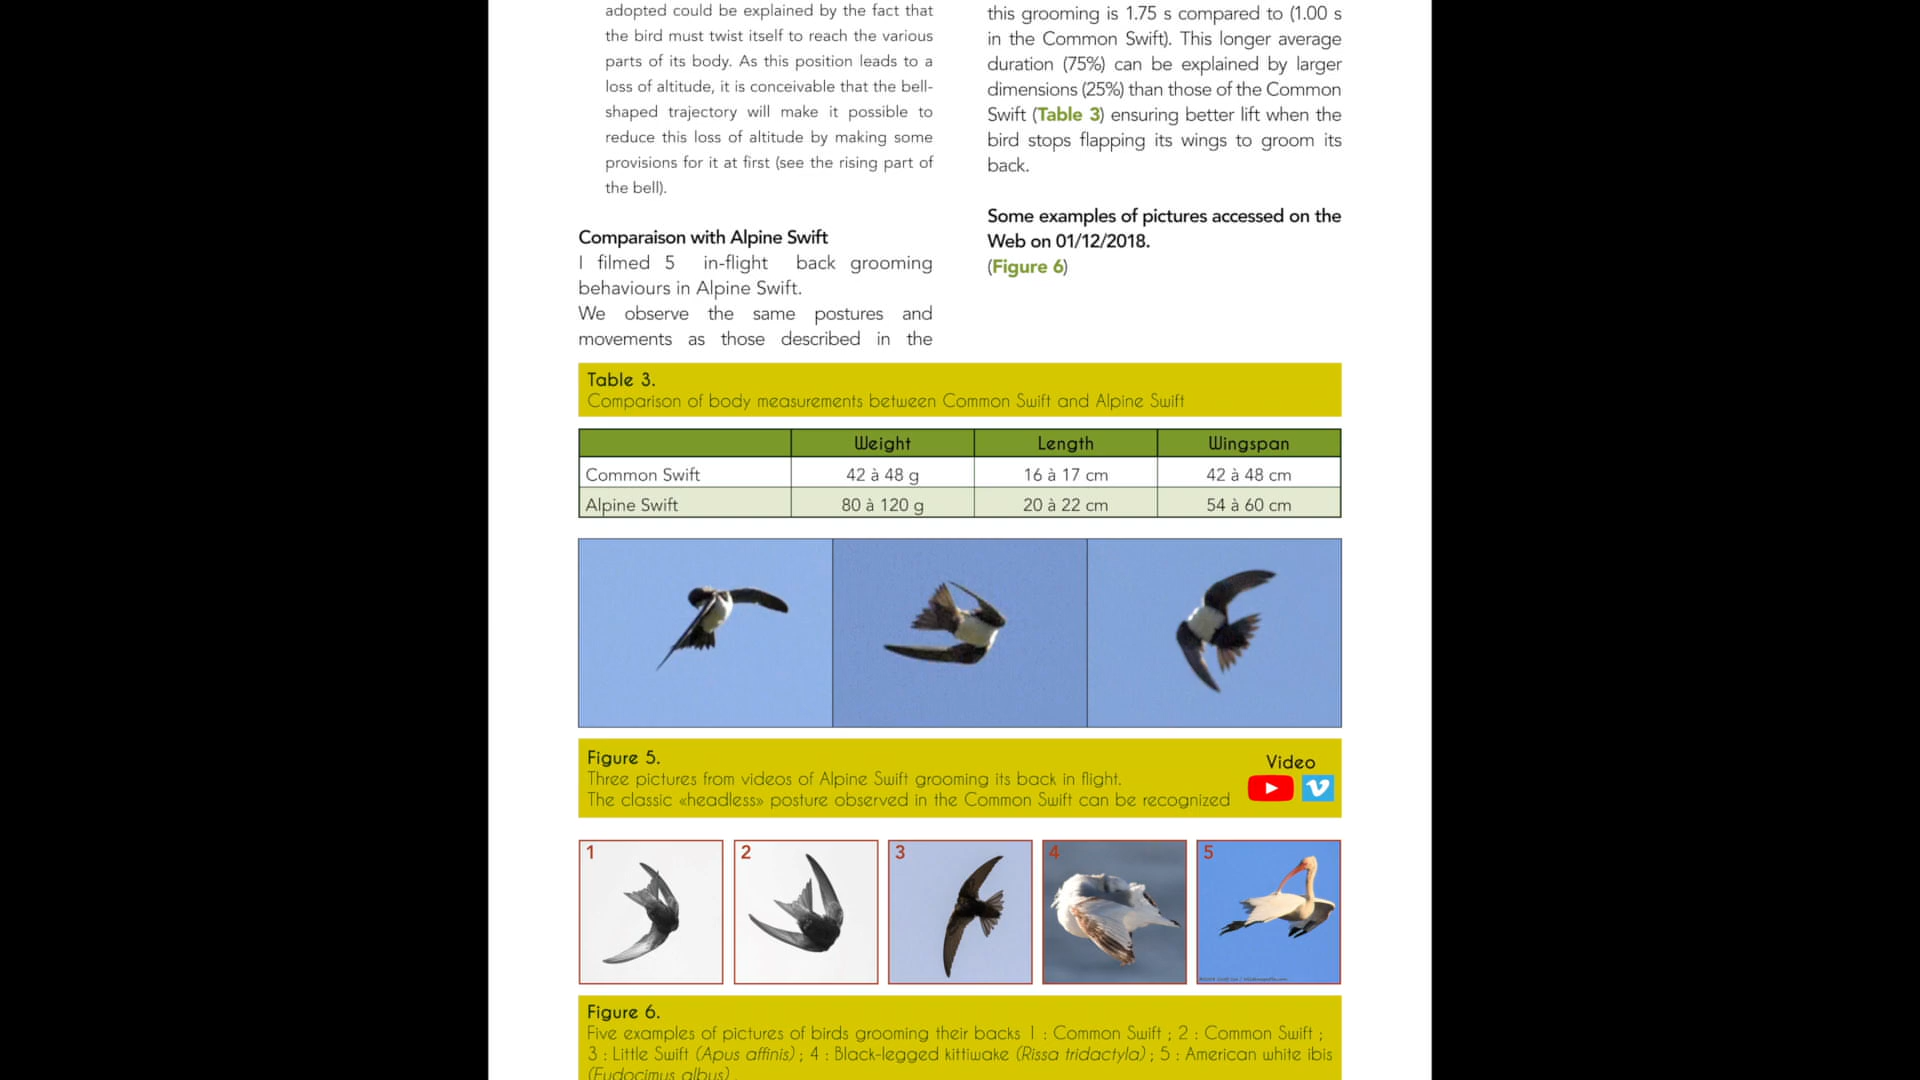 adopted could be explained by the fact that
the bird must twist itself to reach the various
parts of its body. As this position leads to a
loss of altitude, it is conceivable that the bell-
shaped trajectory will make it possible to
reduce this loss of altitude by making some
provisions for it at first (see the rising part of
the bell).
Comparaison with Alpine Swift
I filmed 5 in-flight back grooming
behaviours in Alpine Swift.
We observe the same postures and
movements as those described in the
this grooming is 1.75 s compared to (1.00 s
in the Common Swift). This longer average
duration (75%) can be explained by larger
dimensions (25%) than those of the Common
Swift (Table 3) ensuring better lift when the
bird stops flapping its wings to groom its
back.
Some examples of pictures accessed on the
Web on 01/12/2018.
(Figure 6)
Table 3.
Comparison of body measurements between Common Swift and Alpine Swift
Weight Length Wingspan
Common Swift 42 à 48 g 16 à 17 cm 42 à 48 cm
Alpine Swift 80 à 120 g 20 à 22 cm 54 à 60 cm
Figure 5.
Three pictures from videos of Alpine Swift grooming its back in flight.
The classic «headless» posture observed in the Common Swift can be recognized
Video
1 2 3 4 5
Figure 6.
Five examples of pictures of birds grooming their backs 1 : Common Swift ; 2 : Common Swift ;
3 : Little Swift (Apus affinis) ; 4 : Black-legged kittiwake (Rissa tridactyla) ; 5 : American white ibis
(Eudocimus albus) .